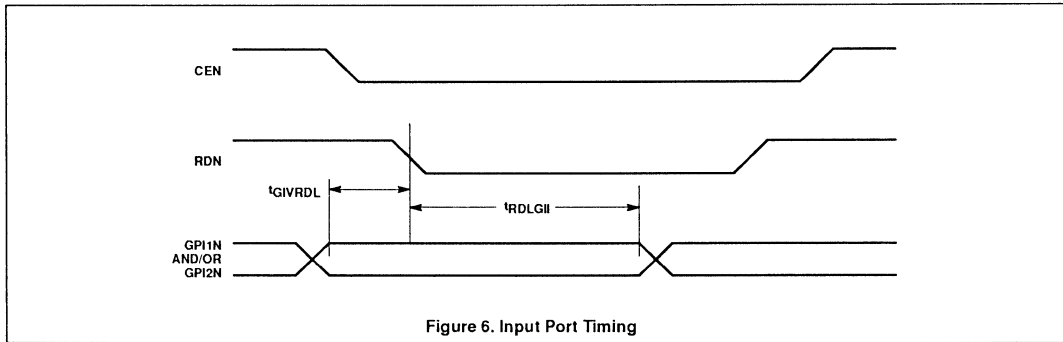 CEN
RDN
tGIVRDL
tRDLGII
GPI1N
AND/OR
GPI2N
Figure 6. Input Port Timing